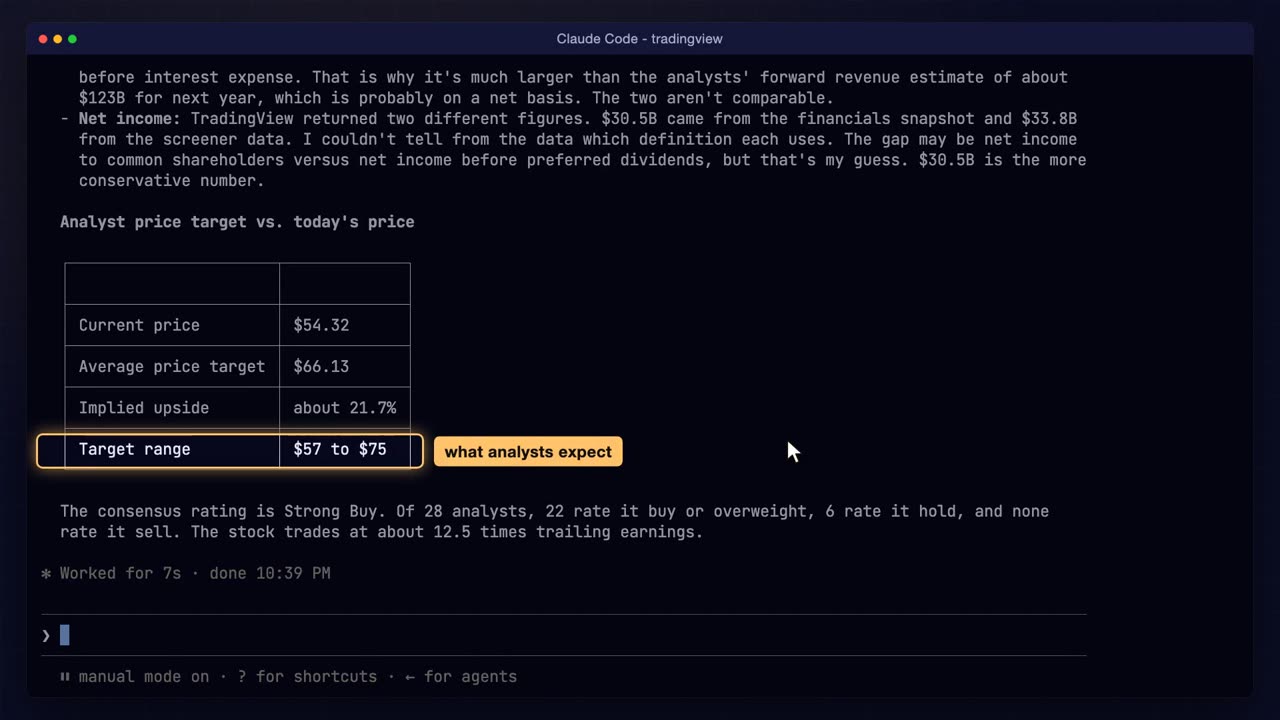 Claude Code - tradingview
before interest expense. That is why it's much larger than the analysts' forward revenue estimate of about
$123B for next year, which is probably on a net basis. The two aren't comparable.
- Net income: TradingView returned two different figures. $30.5B came from the financials snapshot and $33.8B
from the screener data. I couldn't tell from the data which definition each uses. The gap may be net income
to common shareholders versus net income before preferred dividends, but that's my guess. $30.5B is the more
conservative number.
Analyst price target vs. today's price
Current price $54.32
Average price target $66.13
Implied upside about 21.7%
Target range $57 to $75 what analysts expect
The consensus rating is Strong Buy. Of 28 analysts, 22 rate it buy or overweight, 6 rate it hold, and none
rate it sell. The stock trades at about 12.5 times trailing earnings.
✻ Worked for 7s · done 10:39 PM
❯
⏸ manual mode on · ? for shortcuts · ← for agents